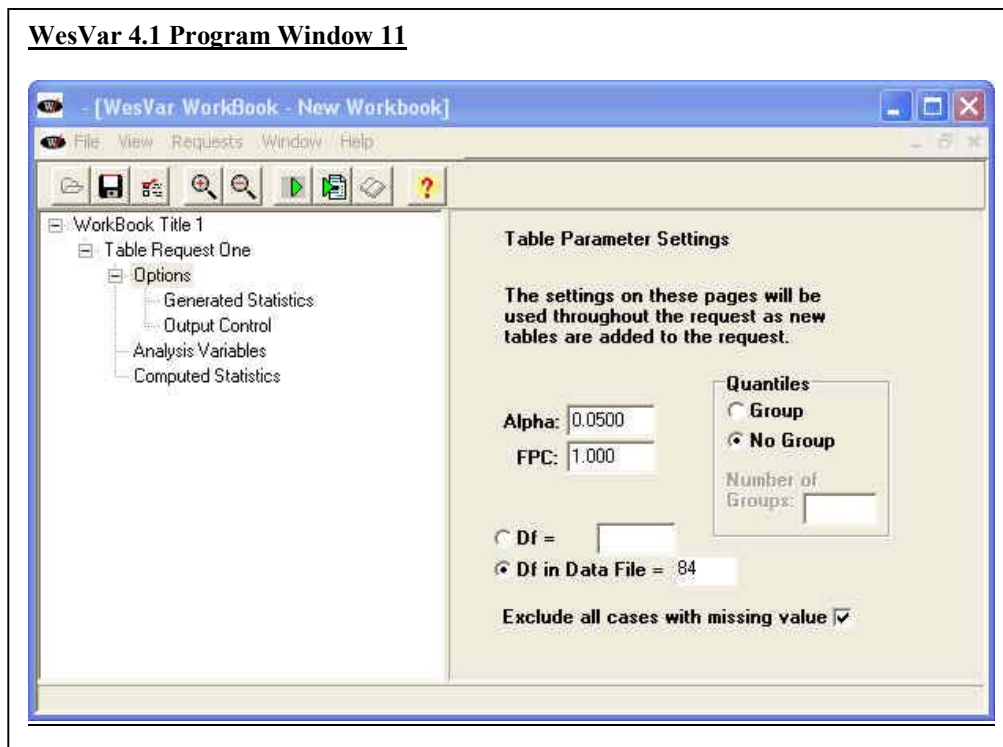 WesVar 4.1 Program Window 11
- [WesVar WorkBook - New Workbook]
File View Requests Window Help
WorkBook Title 1
Table Request One
Options
Generated Statistics
Output Control
Analysis Variables
Computed Statistics
Table Parameter Settings
The settings on these pages will be
used throughout the request as new
tables are added to the request.
Alpha: 0.0500
FPC: 1.000
Quantiles
Group
No Group
Number of
Groups:
Df =
Df in Data File = 84
Exclude all cases with missing value